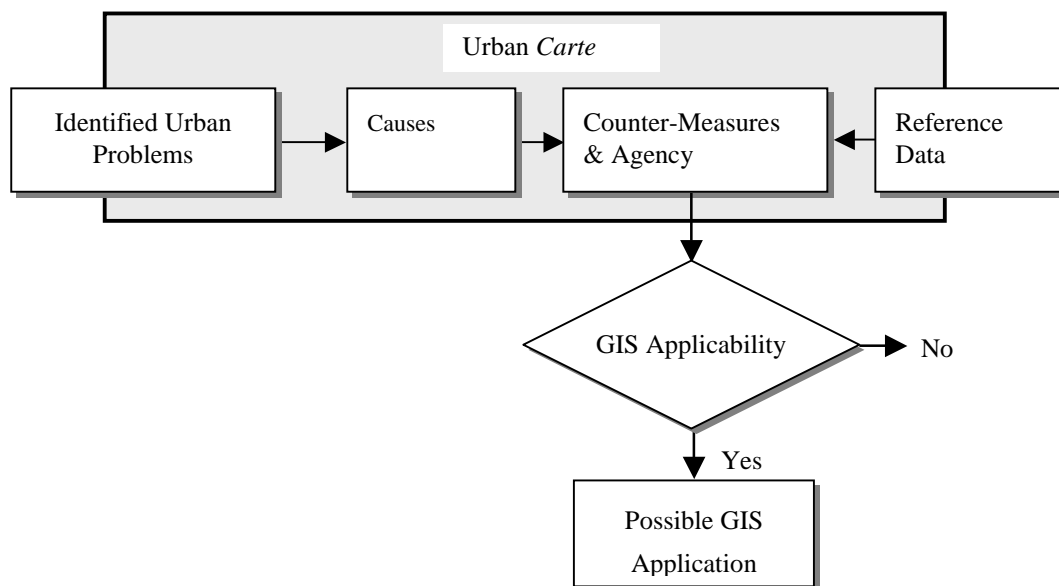 Urban Carte
Identified Urban
Problems
Causes
Counter-Measures
& Agency
Reference
Data
GIS Applicability
No
Yes
Possible GIS
Application